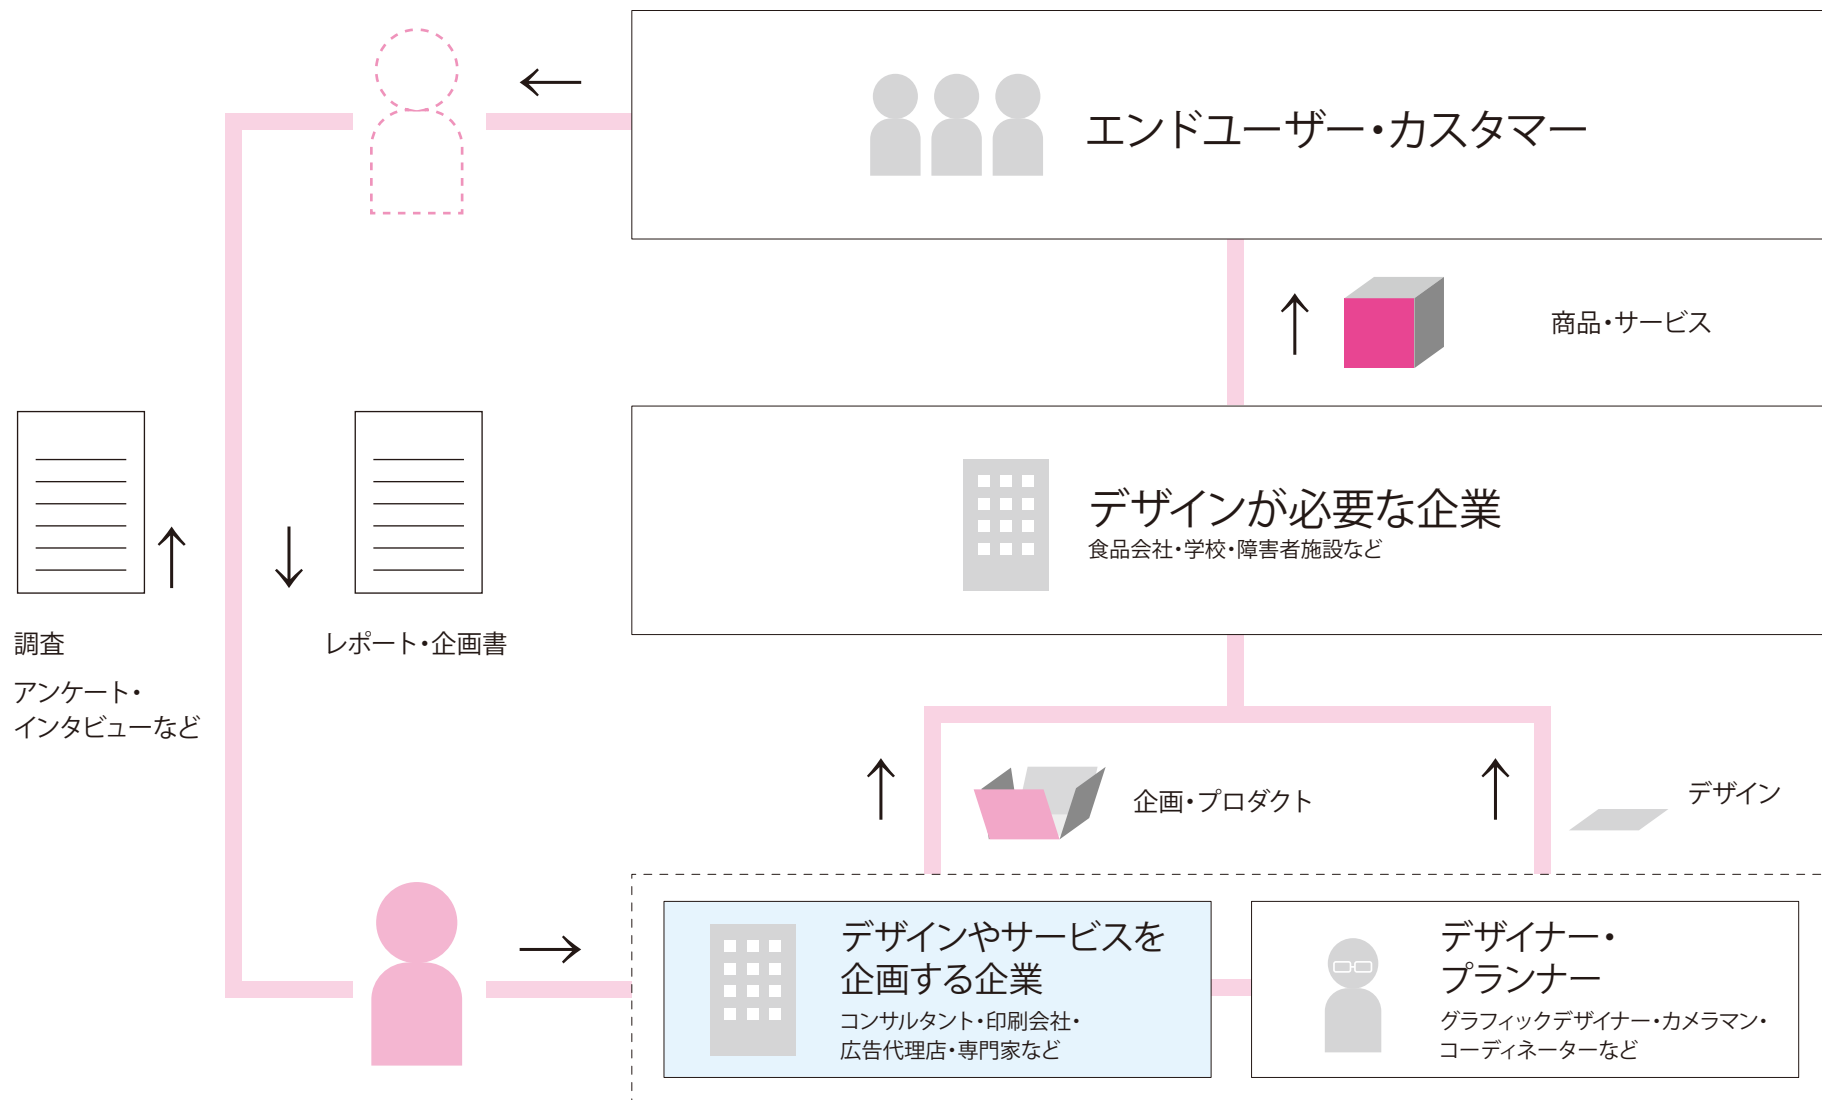 エンドユーザー・カスタマー
商品・サービス
デザインが必要な企業
食品会社・学校・障害者施設など
調査
アンケート・
インタビューなど
レポート・企画書
企画・プロダクト
デザイン
デザインやサービスを
企画する企業
コンサルタント・印刷会社・
広告代理店・専門家など
デザイナー・
プランナー
グラフィックデザイナー・カメラマン・
コーディネーターなど